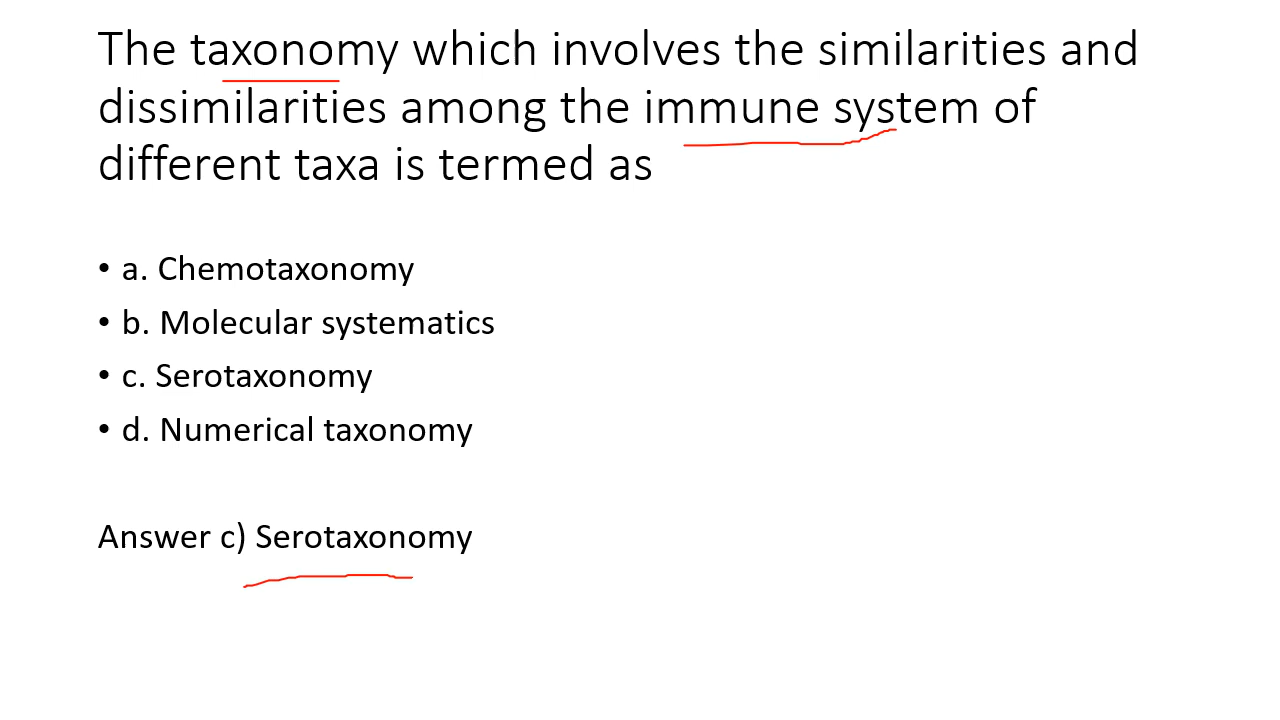 The taxonomy which involves the similarities and
dissimilarities among the immune system of
different taxa is termed as
• a. Chemotaxonomy
• b. Molecular systematics
• c. Serotaxonomy
• d. Numerical taxonomy
Answer c) Serotaxonomy